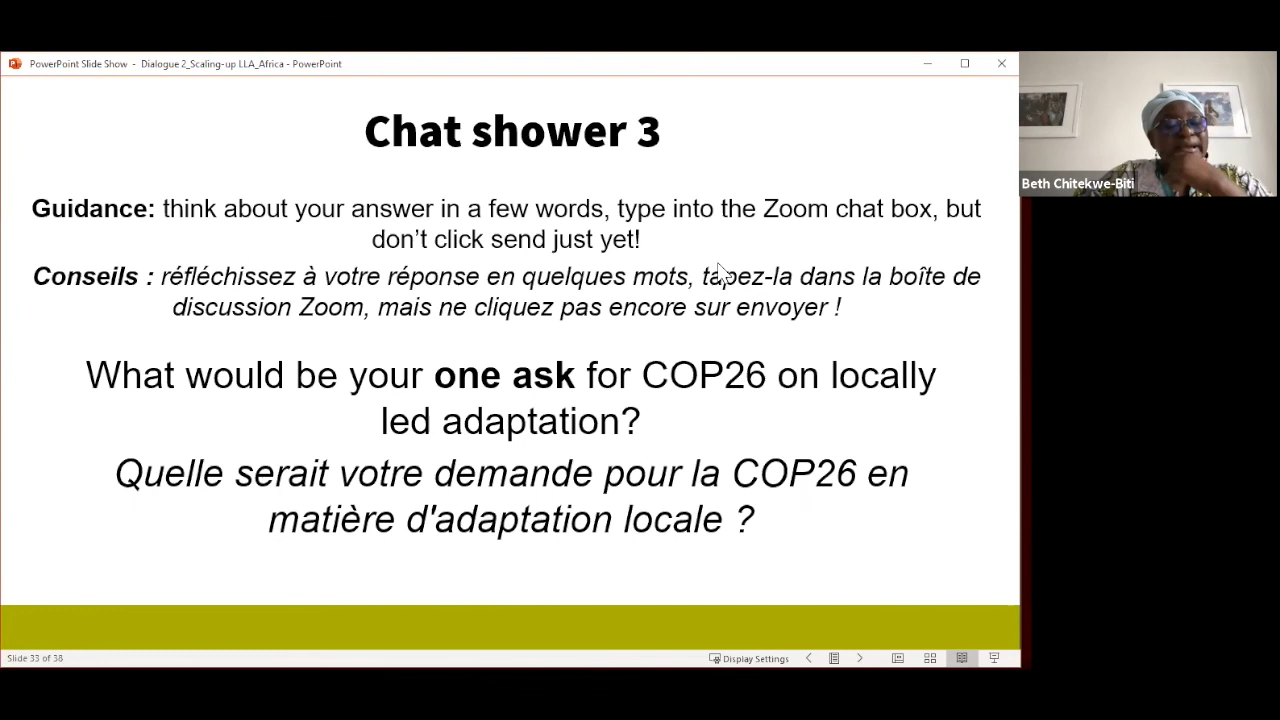 PowerPoint Slide Show - Dialogue 2_Scaling-up LLA_Africa - PowerPoint
Chat shower 3
Guidance: think about your answer in a few words, type into the Zoom chat box, but
don’t click send just yet!
Conseils : réfléchissez à votre réponse en quelques mots, tapez-la dans la boîte de
discussion Zoom, mais ne cliquez pas encore sur envoyer !
What would be your one ask for COP26 on locally
led adaptation?
Quelle serait votre demande pour la COP26 en
matière d'adaptation locale ?
Slide 33 of 38
Display Settings
Beth Chitekwe-Biti